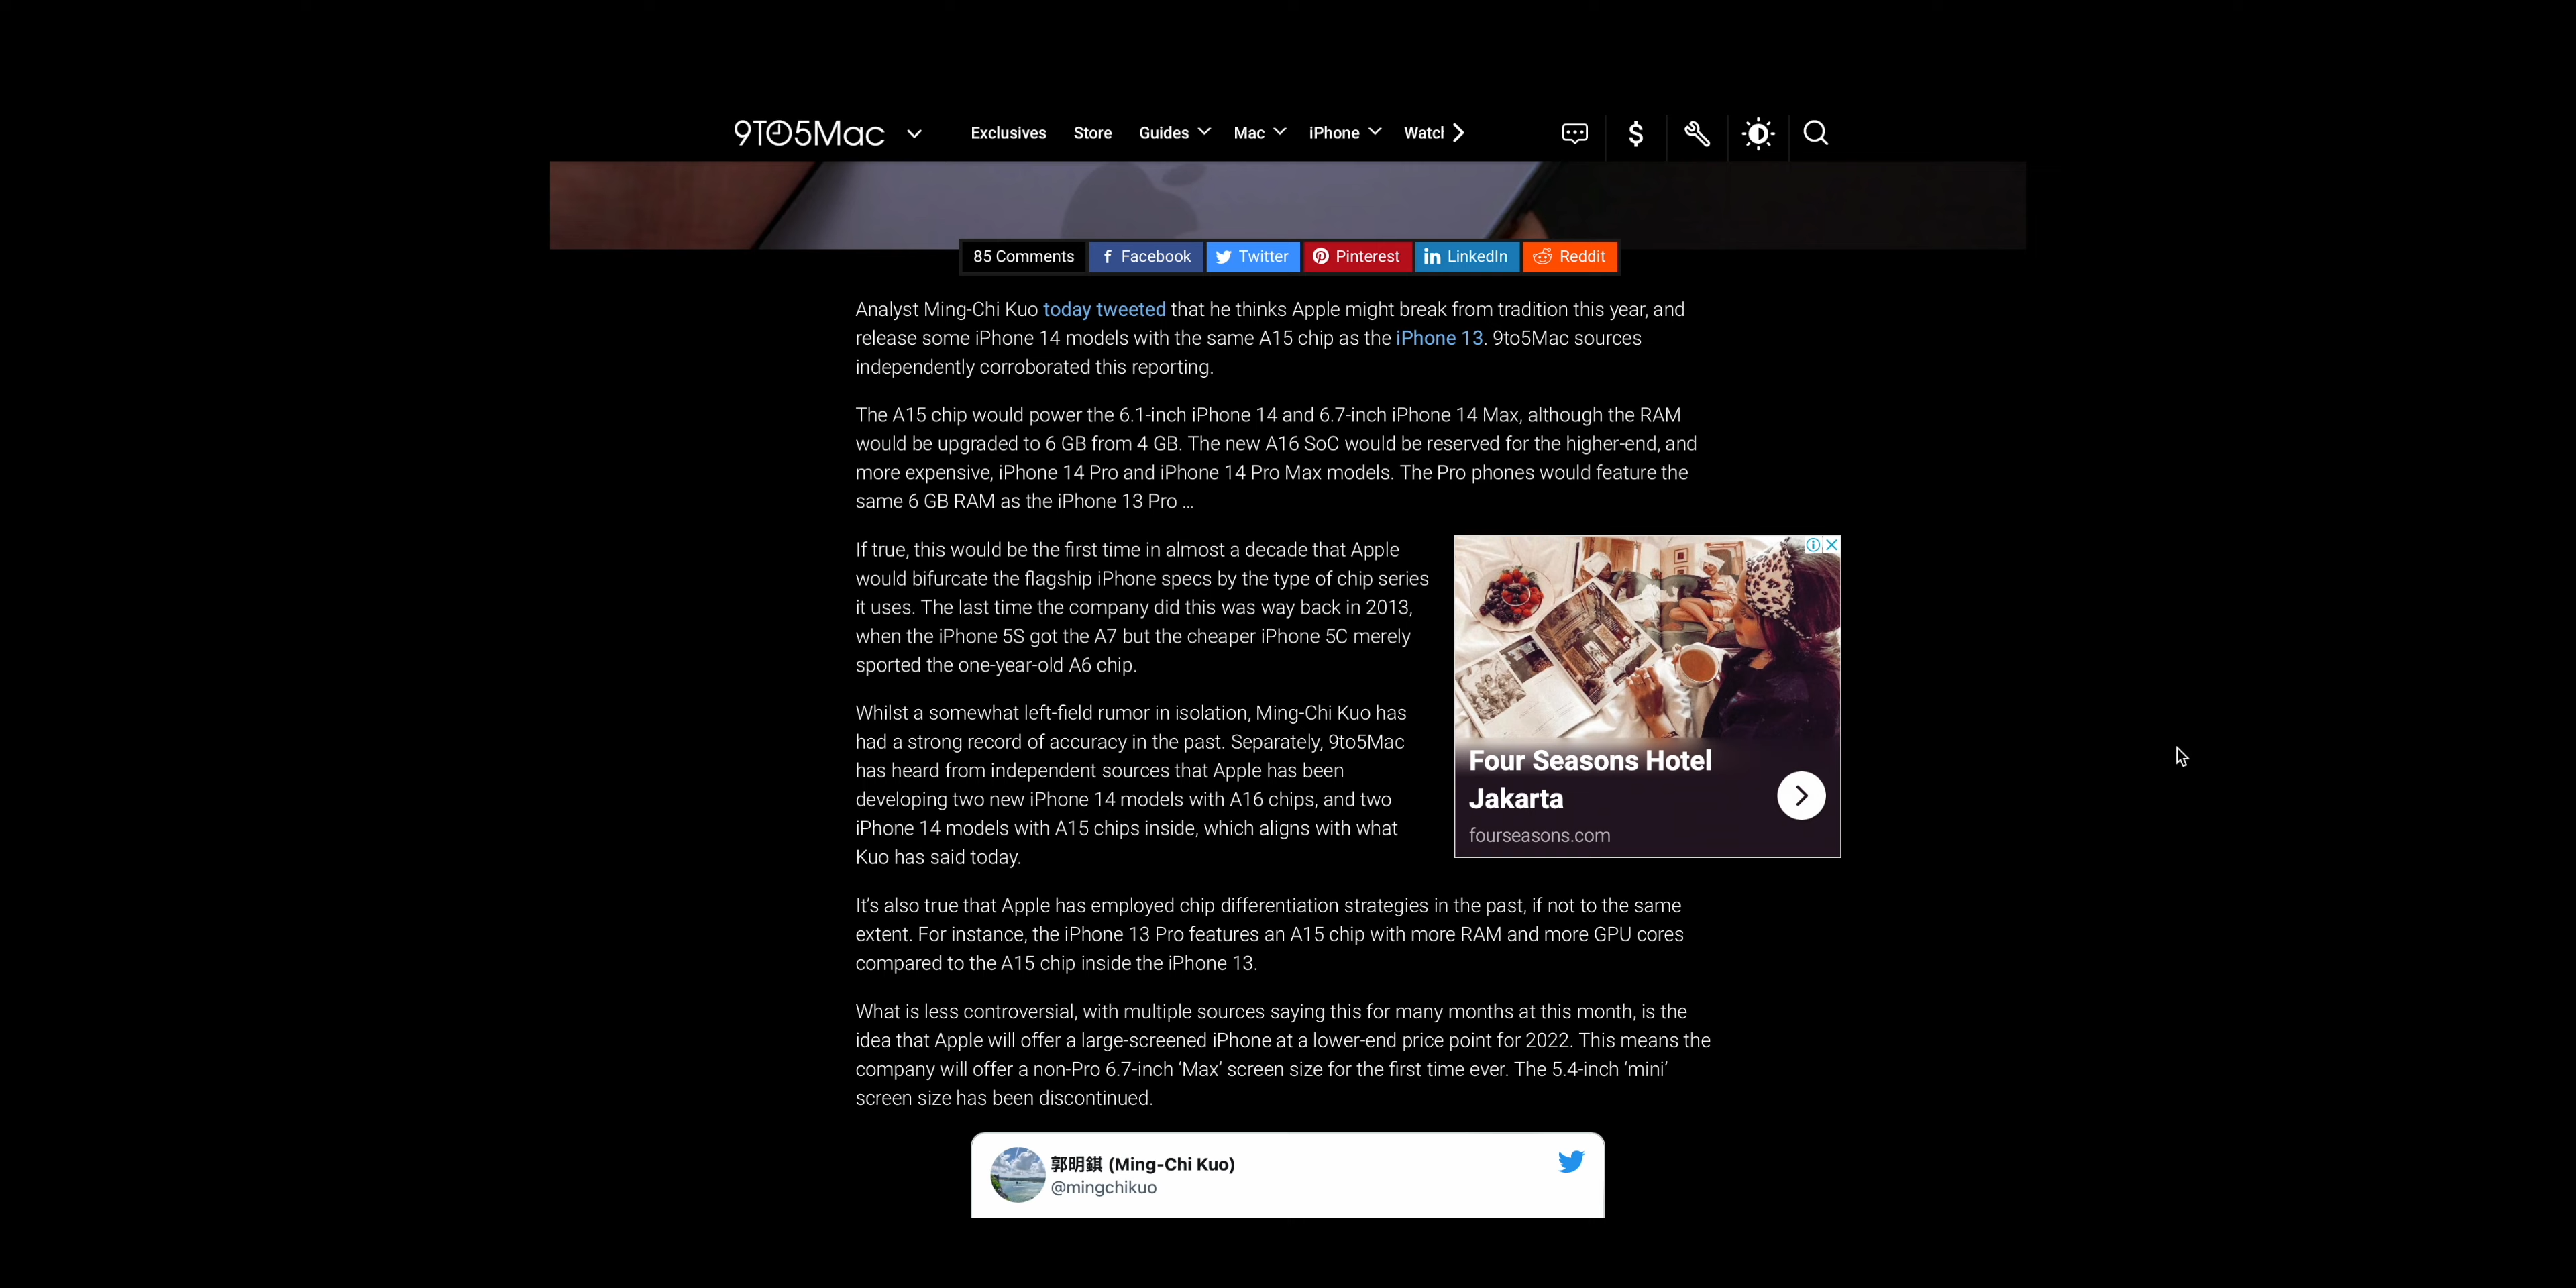 9TO5Mac
Exclusives Store Guides Mac iPhone Watcl
85 Comments Facebook Twitter Pinterest LinkedIn Reddit
Analyst Ming-Chi Kuo today tweeted that he thinks Apple might break from tradition this year, and
release some iPhone 14 models with the same A15 chip as the iPhone 13. 9to5Mac sources
independently corroborated this reporting.
The A15 chip would power the 6.1-inch iPhone 14 and 6.7-inch iPhone 14 Max, although the RAM
would be upgraded to 6 GB from 4 GB. The new A16 SoC would be reserved for the higher-end, and
more expensive, iPhone 14 Pro and iPhone 14 Pro Max models. The Pro phones would feature the
same 6 GB RAM as the iPhone 13 Pro …
If true, this would be the first time in almost a decade that Apple
would bifurcate the flagship iPhone specs by the type of chip series
it uses. The last time the company did this was way back in 2013,
when the iPhone 5S got the A7 but the cheaper iPhone 5C merely
sported the one-year-old A6 chip.
Whilst a somewhat left-field rumor in isolation, Ming-Chi Kuo has
had a strong record of accuracy in the past. Separately, 9to5Mac
has heard from independent sources that Apple has been
developing two new iPhone 14 models with A16 chips, and two
iPhone 14 models with A15 chips inside, which aligns with what
Kuo has said today.
Four Seasons Hotel
Jakarta
fourseasons.com
It's also true that Apple has employed chip differentiation strategies in the past, if not to the same
extent. For instance, the iPhone 13 Pro features an A15 chip with more RAM and more GPU cores
compared to the A15 chip inside the iPhone 13.
What is less controversial, with multiple sources saying this for many months at this month, is the
idea that Apple will offer a large-screened iPhone at a lower-end price point for 2022. This means the
company will offer a non-Pro 6.7-inch ‘Max’ screen size for the first time ever. The 5.4-inch ‘mini’
screen size has been discontinued.
郭明錤 (Ming-Chi Kuo)
@mingchikuo